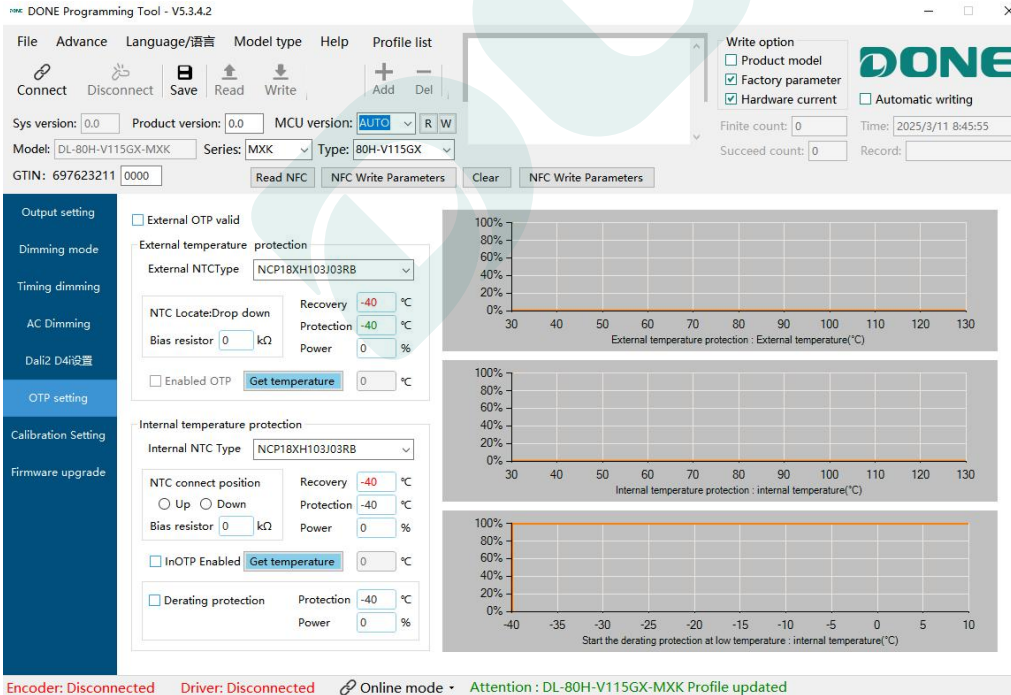 DONE Programming Tool - V5.3.4.2
File Advance Language/语言 Model type Help Profile list
Connect Disconnect Save Read Write Add Del
Write option
Product model
Factory parameter
Hardware current
DONE
Automatic writing
Sys version: 0.0 Product version: 0.0 MCU version: AUTO R W
Finite count: 0 Time: 2025/3/11 8:45:55
Model: DL-80H-V115GX-MXK Series: MXK Type: 80H-V115GX
Succeed count: 0 Record:
GTIN: 697623211 0000 Read NFC NFC Write Parameters Clear NFC Write Parameters
Output setting
Dimming mode
Timing dimming
AC Dimming
Dali2 D4i设置
OTP setting
Calibration Setting
Firmware upgrade
External OTP valid
External temperature protection
External NTCType NCP18XH103J03RB
NTC Locate:Drop down
Bias resistor 0 kΩ
Recovery -40 ℃
Protection -40 ℃
Power 0 %
Enabled OTP Get temperature 0 ℃
Internal temperature protection
Internal NTC Type NCP18XH103J03RB
NTC connect position
Up Down
Bias resistor 0 kΩ
Recovery -40 ℃
Protection -40 ℃
Power 0 %
InOTP Enabled Get temperature 0 ℃
Derating protection Protection -40 ℃
Power 0 %
100%
80%
60%
40%
20%
0%
30 40 50 60 70 80 90 100 110 120 130
External temperature protection : External temperature(°C)
100%
80%
60%
40%
20%
0%
30 40 50 60 70 80 90 100 110 120 130
Internal temperature protection : internal temperature(°C)
100%
80%
60%
40%
20%
0%
-40 -35 -30 -25 -20 -15 -10 -5 0 5 10
Start the derating protection at low temperature : internal temperature(°C)
Encoder: Disconnected Driver: Disconnected Online mode Attention : DL-80H-V115GX-MXK Profile updated